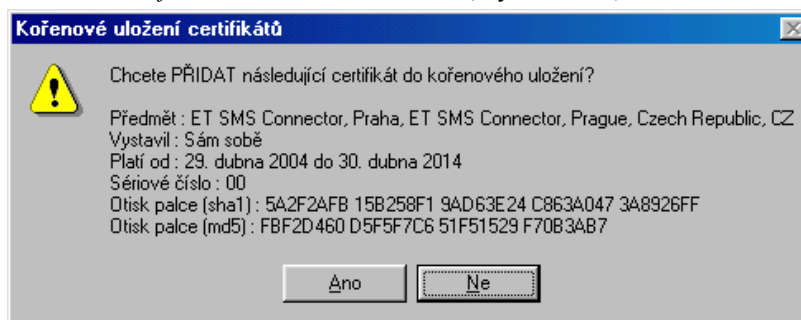 Kořenové uložení certifikátů
Chcete PŘIDAT následující certifikát do kořenového uložení?
Předmět : ET SMS Connector, Praha, ET SMS Connector, Prague, Czech Republic, CZ
Vystavil : Sám sobě
Platí od : 29. dubna 2004 do 30. dubna 2014
Sériové číslo : 00
Otisk palce (sha1) : 5A2F2AFB 15B258F1 9AD63E24 C863A047 3A8926FF
Otisk palce (md5) : FBF2D460 D5F5F7C6 51F51529 F70B3AB7
Ano
Ne